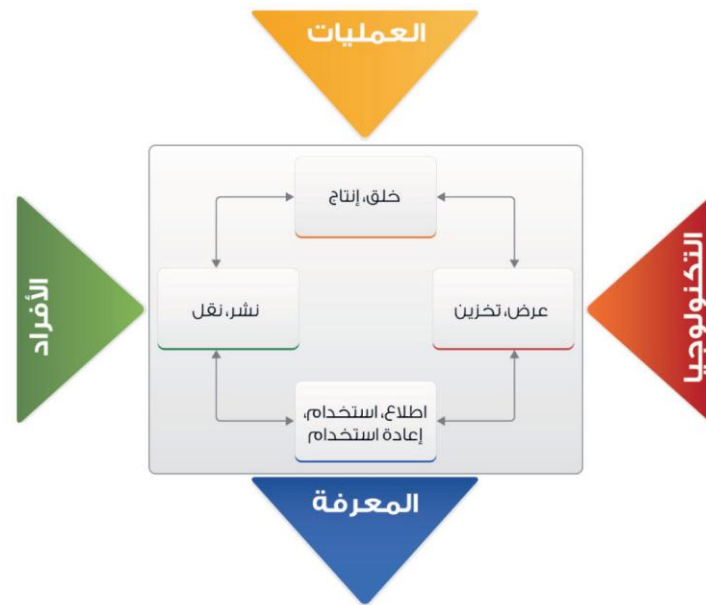 العمليات
خلق، إنتاج
التكنولوجيا
عرض، تخزين
نشر، نقل
الأفراد
اطلاع، استخدام،
إعادة استخدام
المعرفة